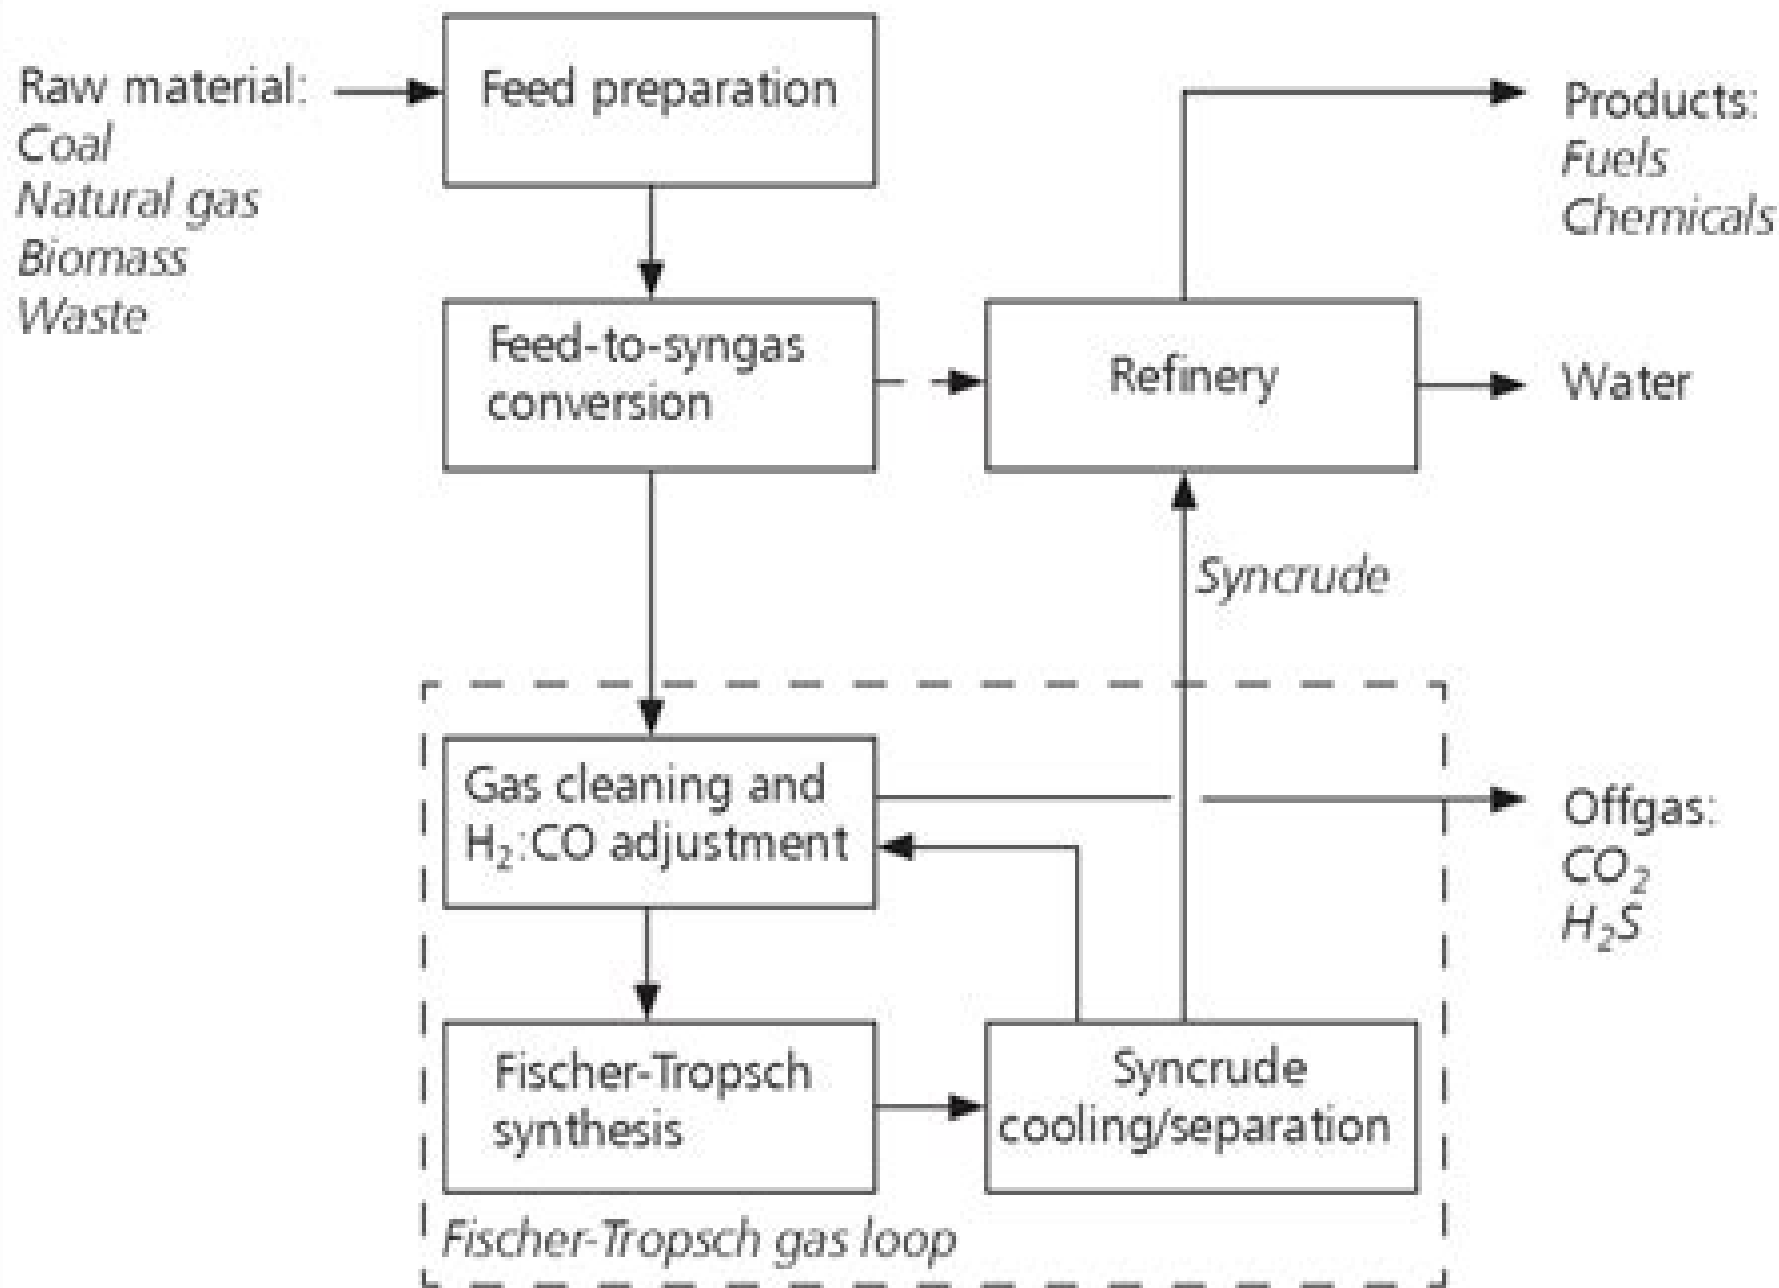 Raw material:
Coal
Natural gas
Biomass
Waste
Feed preparation
Products:
Fuels
Chemicals
Feed-to-syngas
conversion
Refinery
Water
Syncrude
Gas cleaning and
H₂:CO adjustment
Offgas:
CO₂
H₂S
Fischer-Tropsch
synthesis
Syncrude
cooling/separation
Fischer-Tropsch gas loop